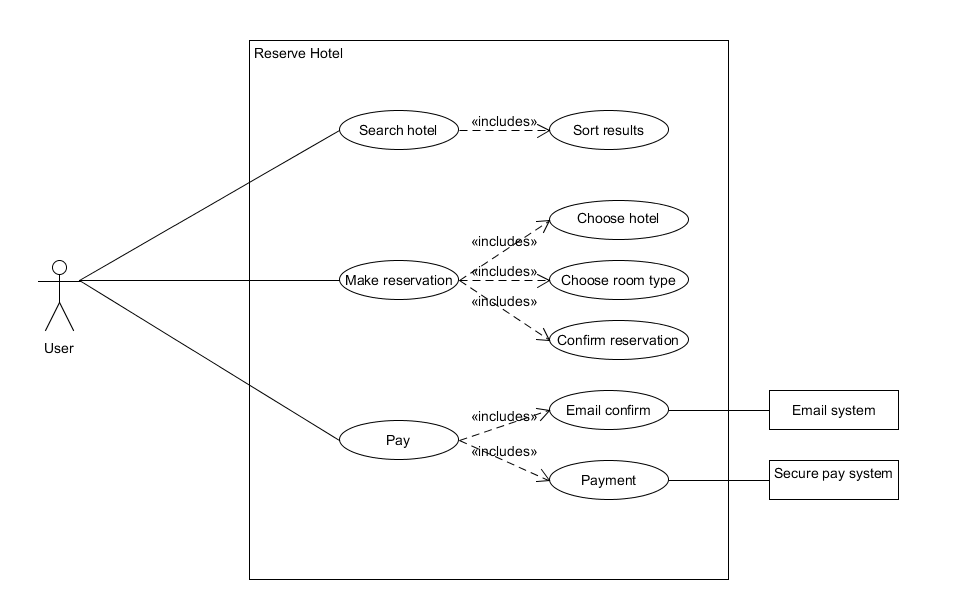 Reserve Hotel
Search hotel
«includes»
Sort results
Choose hotel
«includes»
Make reservation
«includes»
Choose room type
«includes»
Confirm reservation
User
Email confirm
«includes»
Email system
Pay
«includes»
Payment
Secure pay system